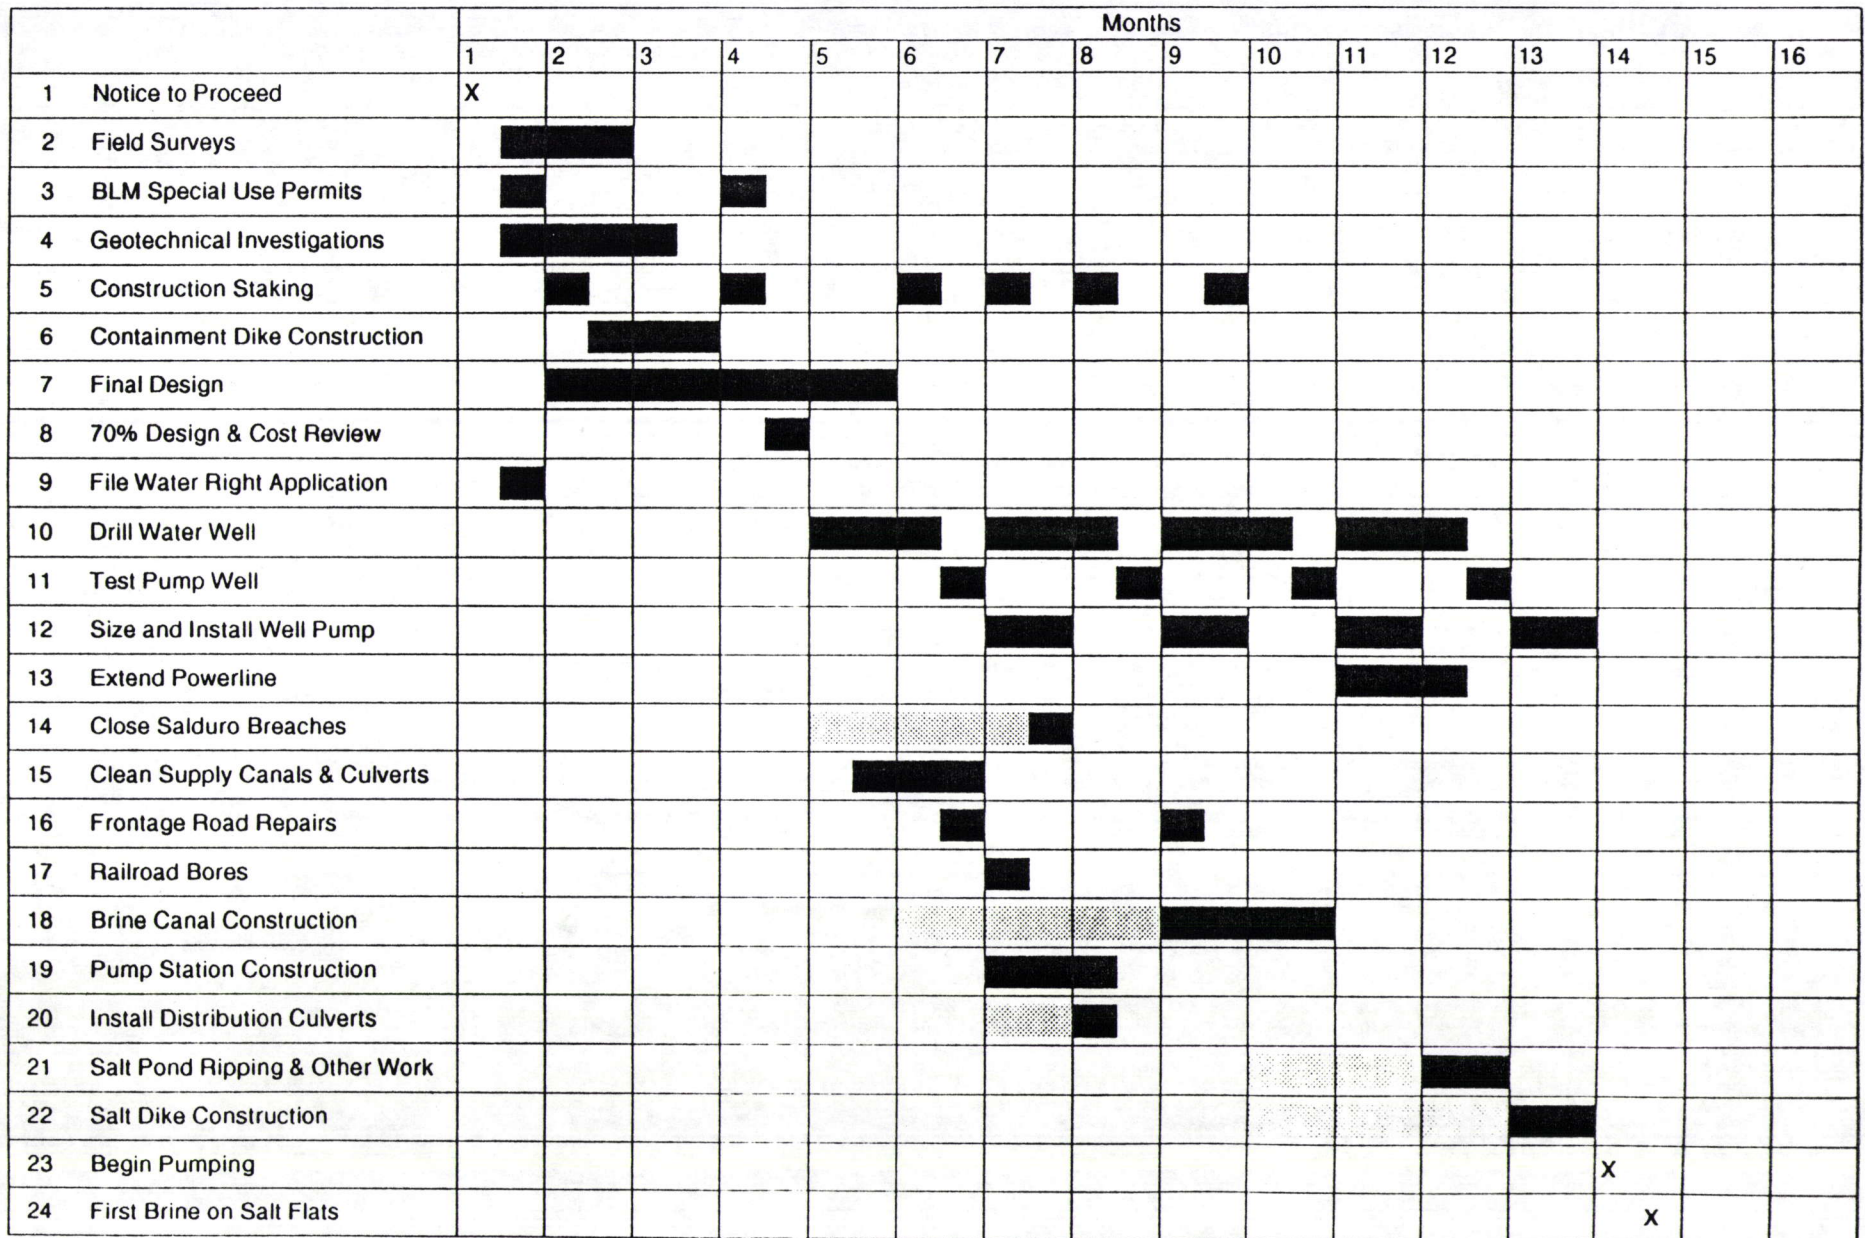 Months
1 2 3 4 5 6 7 8 9 10 11 12 13 14 15 16
1 Notice to Proceed X
2 Field Surveys
3 BLM Special Use Permits
4 Geotechnical Investigations
5 Construction Staking
6 Containment Dike Construction
7 Final Design
8 70% Design & Cost Review
9 File Water Right Application
10 Drill Water Well
11 Test Pump Well
12 Size and Install Well Pump
13 Extend Powerline
14 Close Salduro Breaches
15 Clean Supply Canals & Culverts
16 Frontage Road Repairs
17 Railroad Bores
18 Brine Canal Construction
19 Pump Station Construction
20 Install Distribution Culverts
21 Salt Pond Ripping & Other Work
22 Salt Dike Construction
23 Begin Pumping X
24 First Brine on Salt Flats X